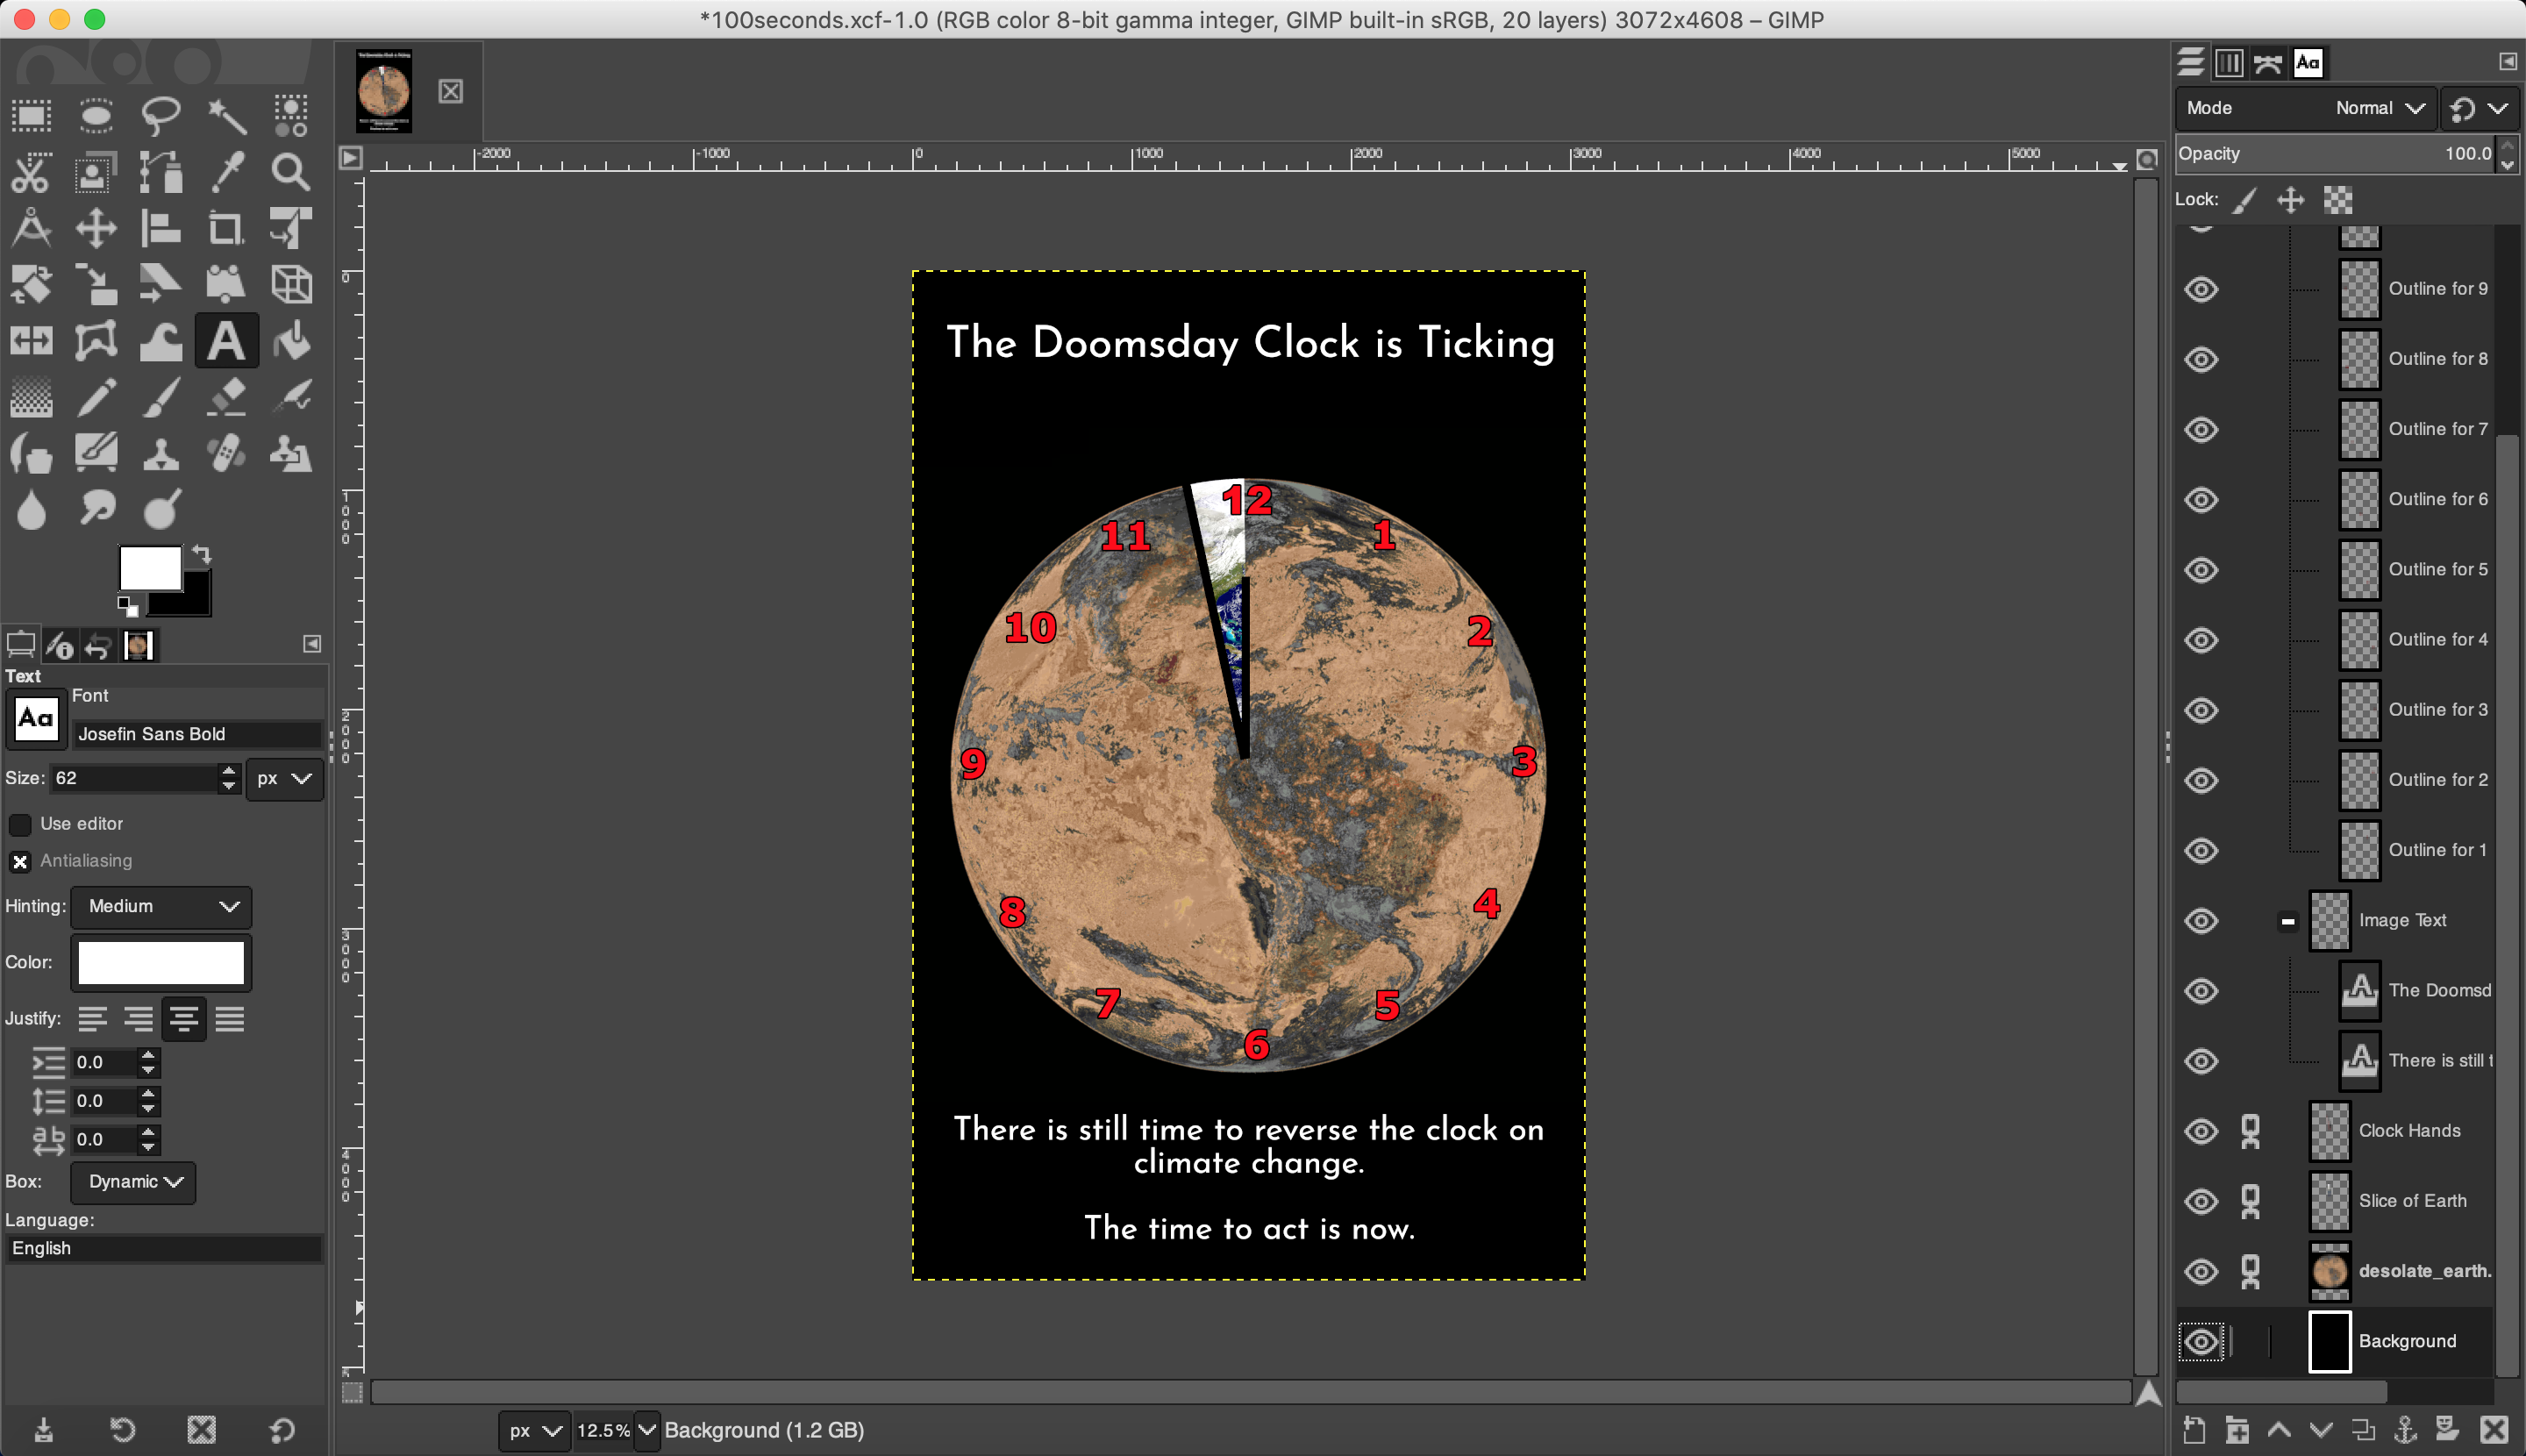 *100seconds.xcf-1.0 (RGB color 8-bit gamma integer, GIMP built-in sRGB, 20 layers) 3072x4608 – GIMP
-2000 -1000 0 1000 2000 3000 4000 5000
0
1000
2000
3000
4000
Text
Aa
Font
Josefin Sans Bold
Size: 62 px
Use editor
Antialiasing
Hinting: Medium
Color:
Justify:
0.0
0.0
ab 0.0
Box: Dynamic
Language:
English
The Doomsday Clock is Ticking
12
11 1
10 2
9 3
8 4
7 5
6
There is still time to reverse the clock on
climate change.
The time to act is now.
px 12.5% Background (1.2 GB)
Aa
Mode Normal
Opacity 100.0
Lock:
Outline for 9
Outline for 8
Outline for 7
Outline for 6
Outline for 5
Outline for 4
Outline for 3
Outline for 2
Outline for 1
Image Text
The Doomsd
There is still t
Clock Hands
Slice of Earth
desolate_earth.
Background